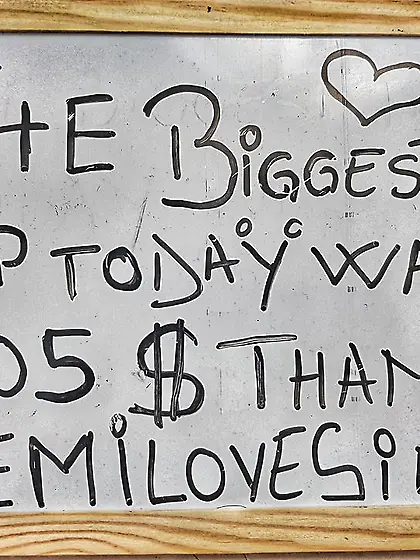 HE BIGGES
P TODAY WA
05 $ THAN
EMILOVESI